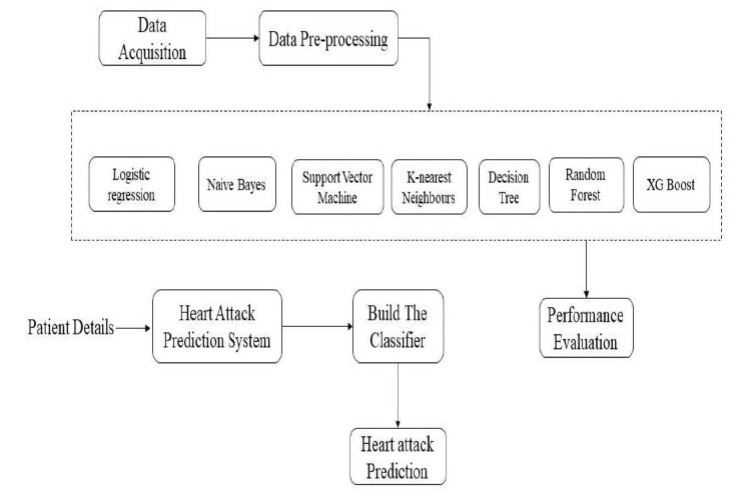 Data
Acquisition
Data Pre-processing
Logistic
regression
Naive Bayes
Support Vector
Machine
K-nearest
Neighbours
Decision
Tree
Random
Forest
XG Boost
Patient Details
Heart Attack
Prediction System
Build The
Classifier
Performance
Evaluation
Heart attack
Prediction